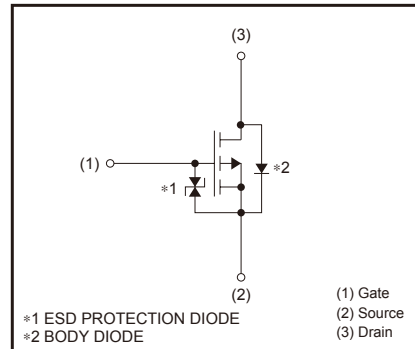 (3)
(1)
∗1
∗2
(2)
∗1 ESD PROTECTION DIODE
∗2 BODY DIODE
(1) Gate
(2) Source
(3) Drain